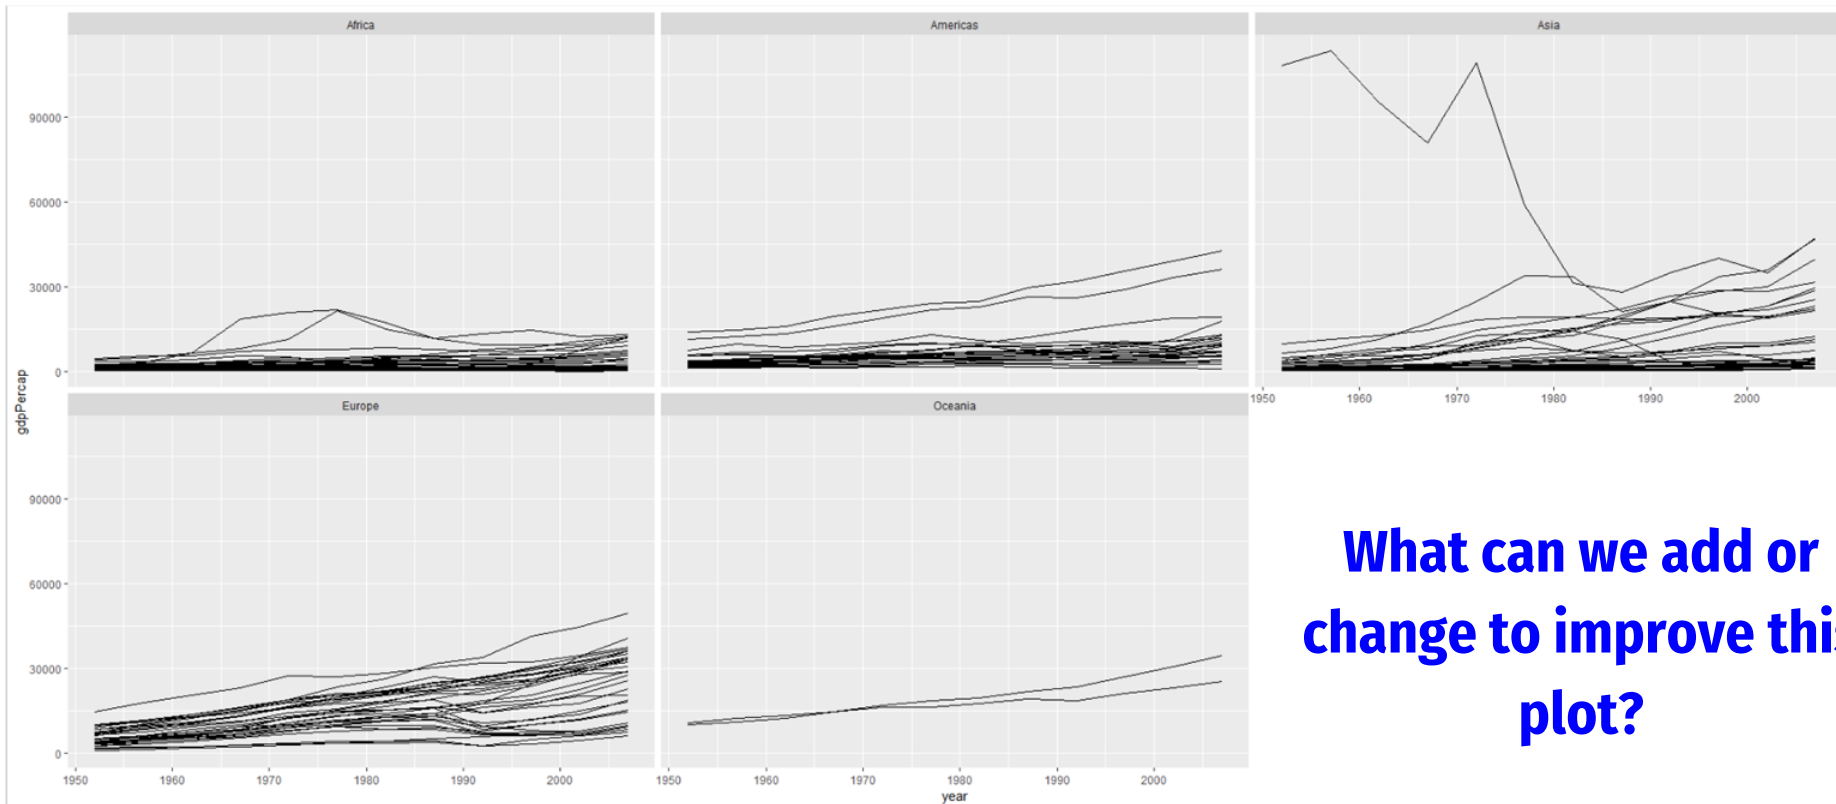 Africa
Americas
Asia
90000
60000
30000
0
1950 1960 1970 1980 1990 2000
gdpPercap
Europe
Oceania
90000
60000
30000
0
1950 1960 1970 1980 1990 2000
1950 1960 1970 1980 1990 2000
year
What can we add or
change to improve this
plot?